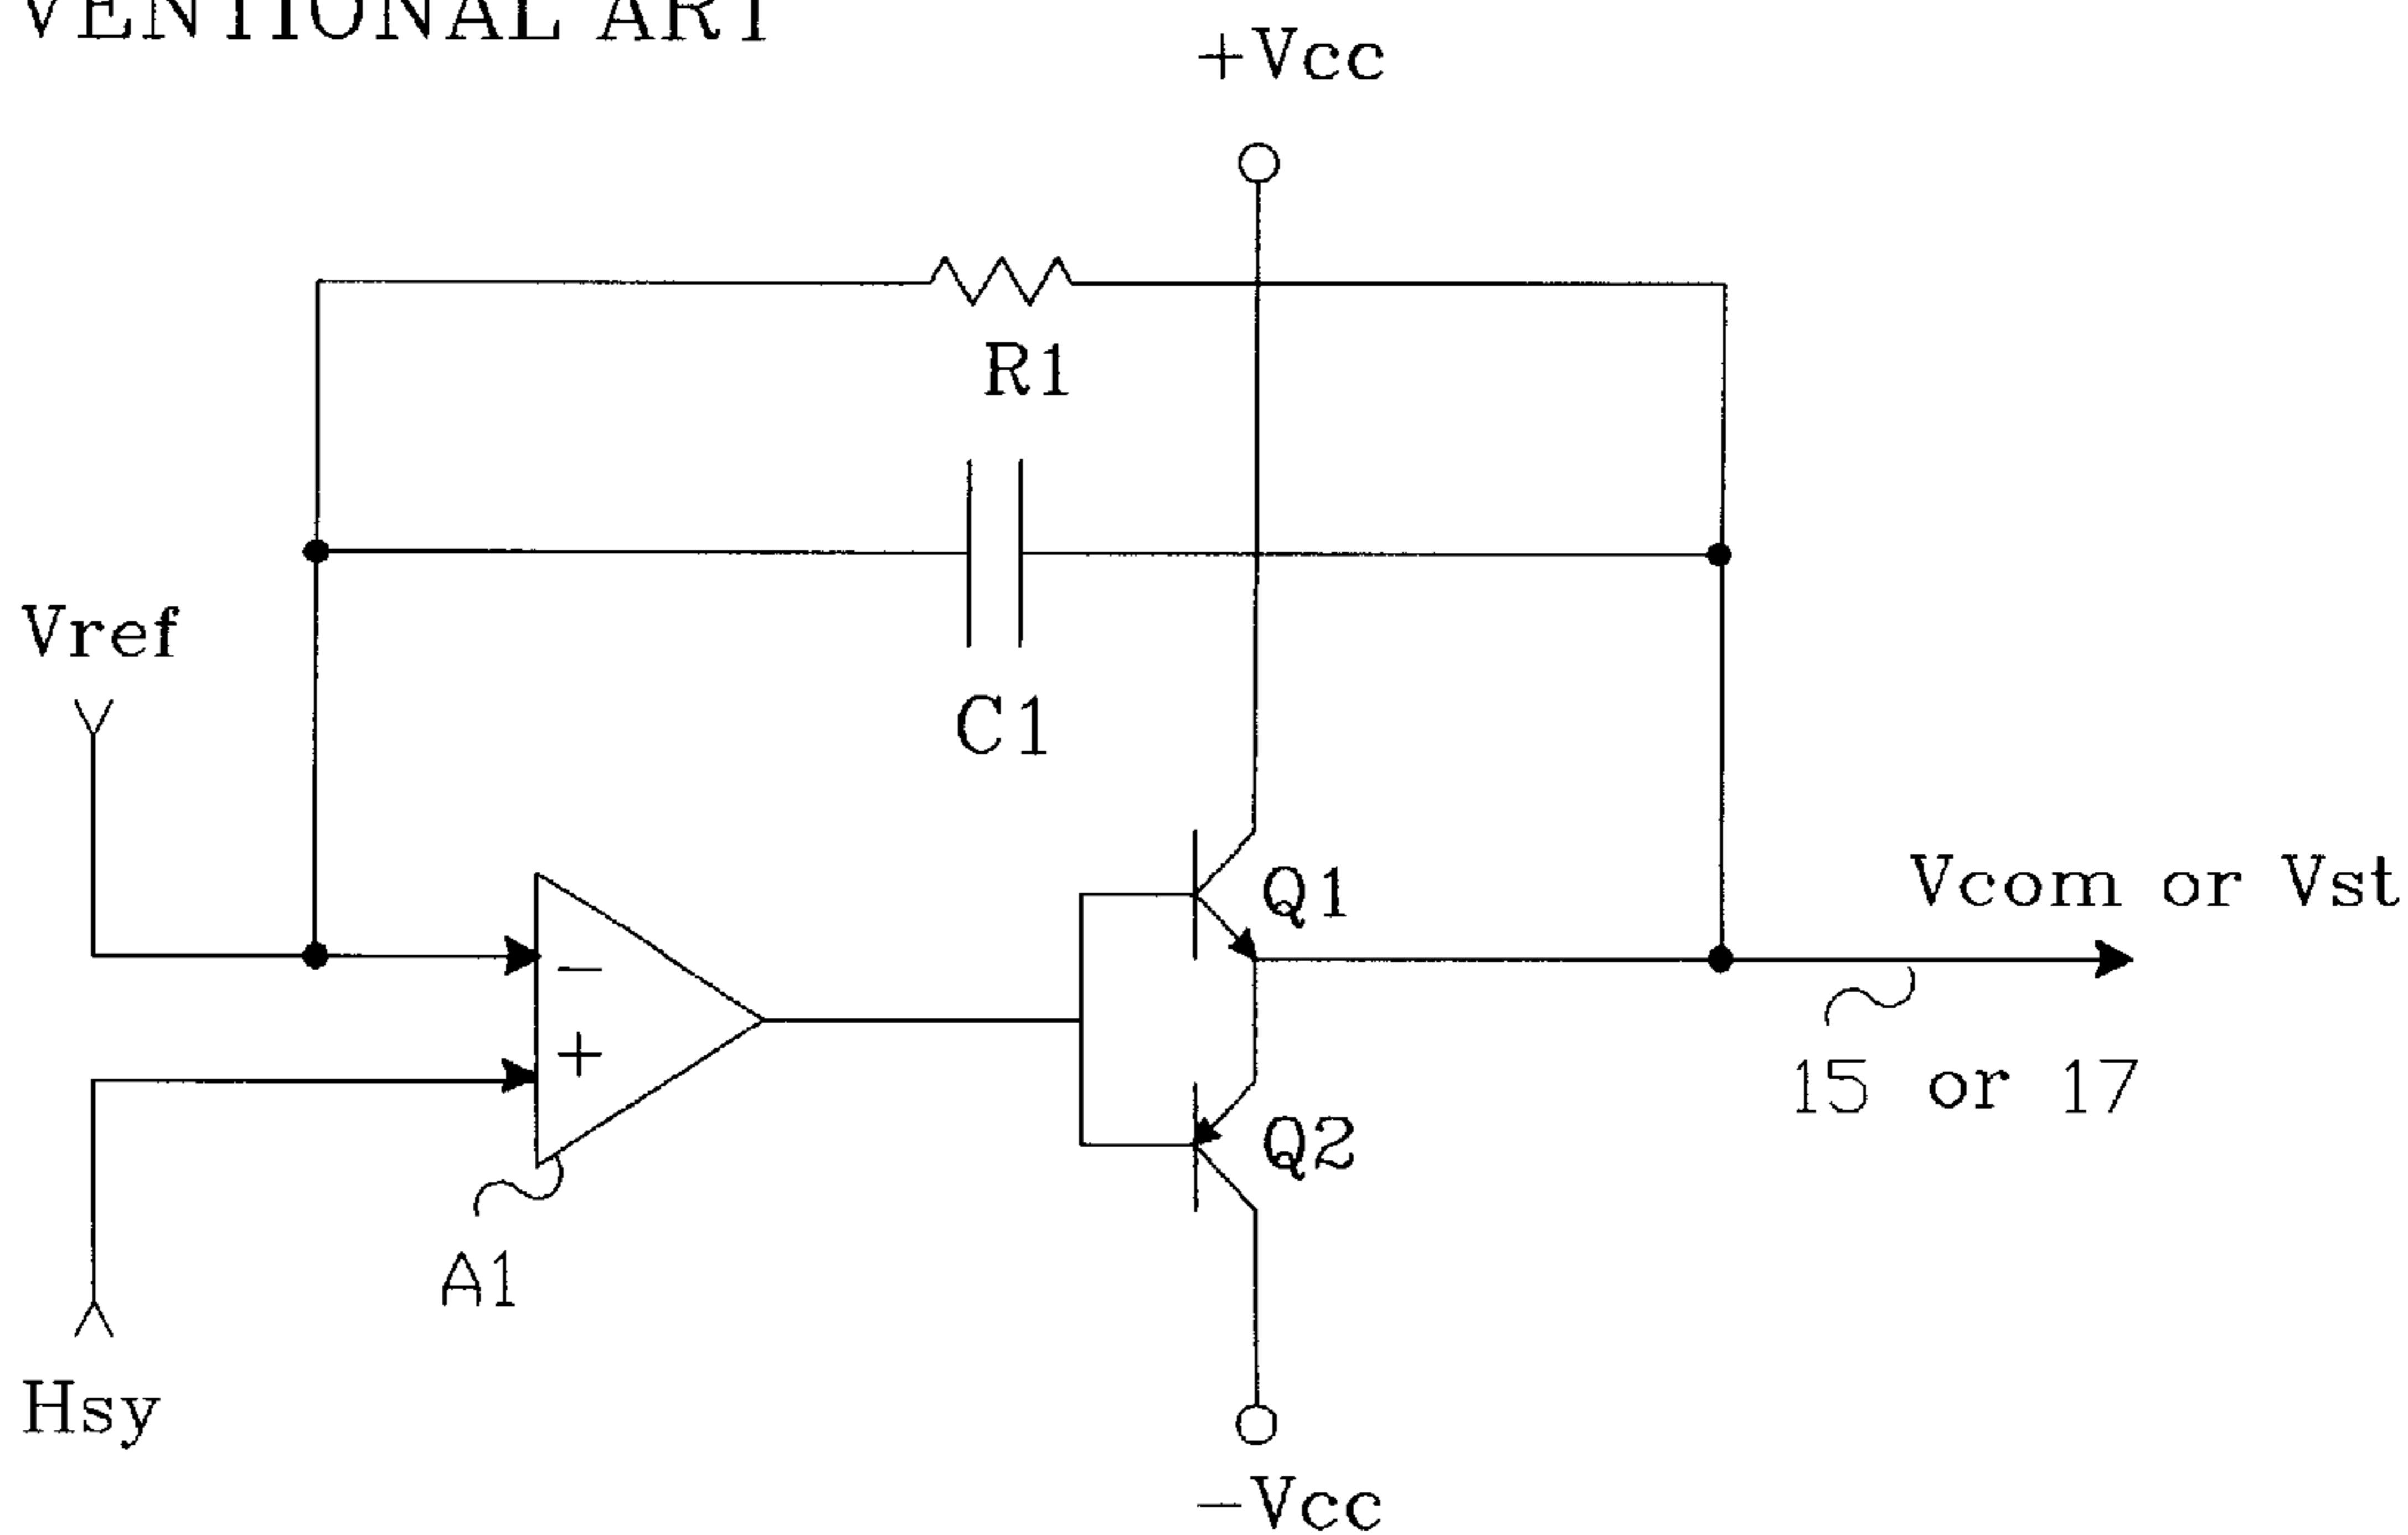 VENTIONAL ART
+Vcc
R1
C1
Vref
Q1
Vcom or Vst
−
+
15 or 17
Q2
A1
Hsy
−Vcc